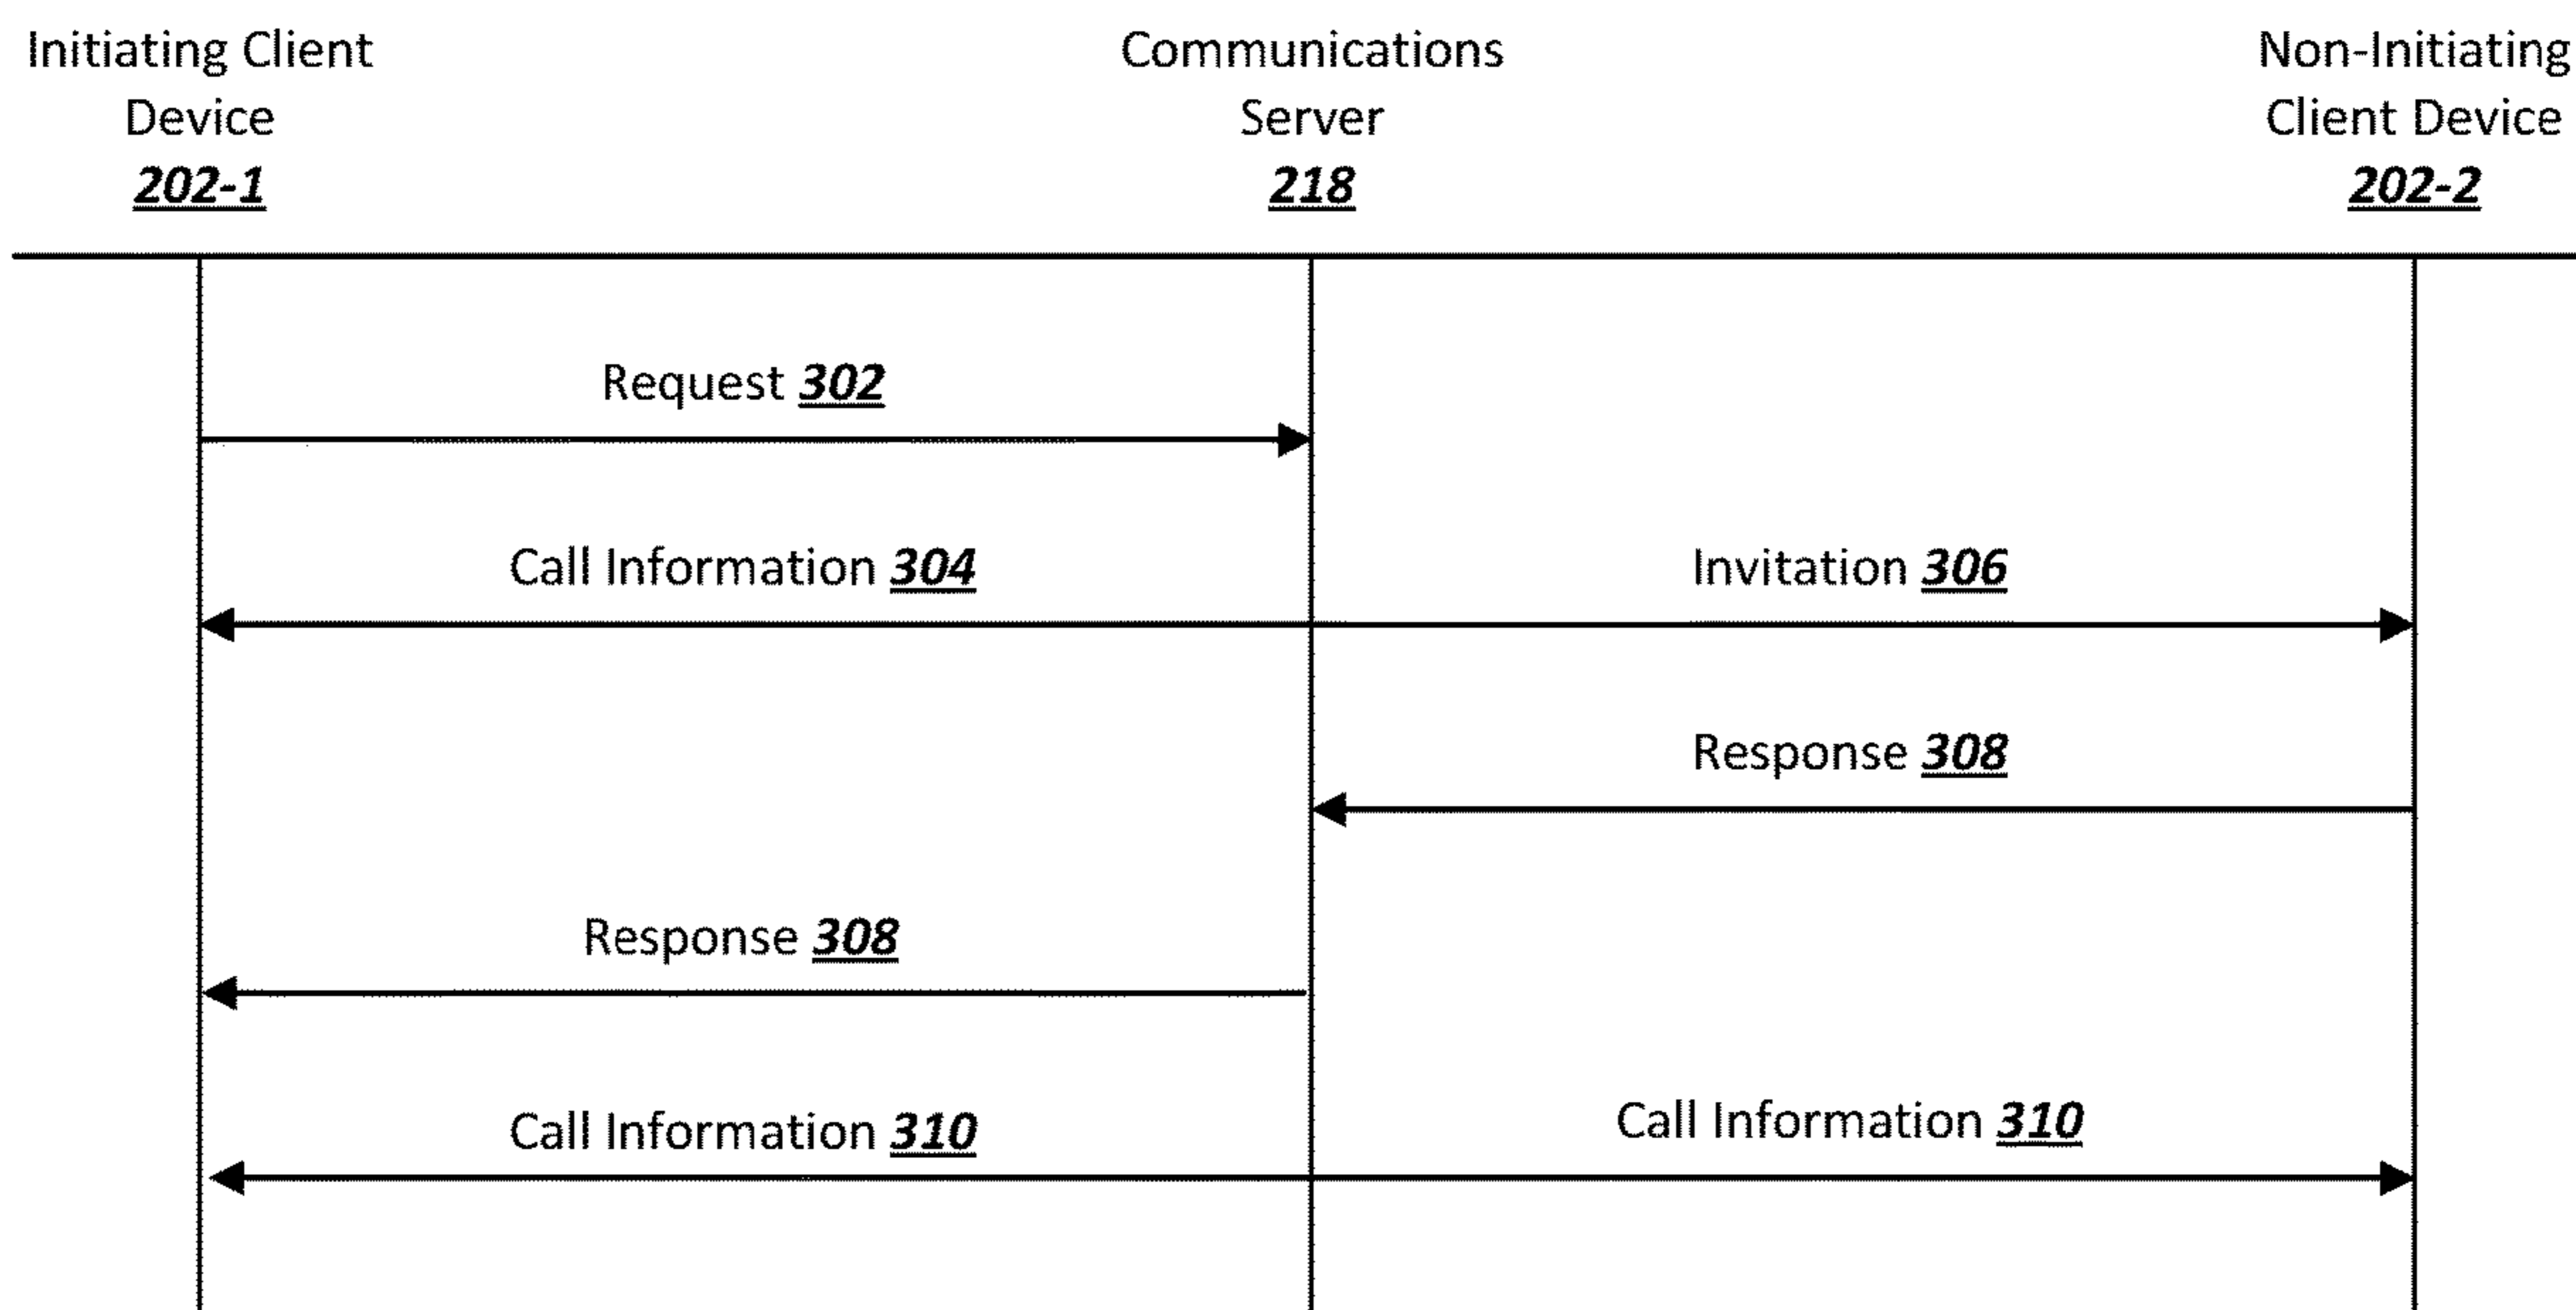 Initiating Client
Device
202-1
Communications
Server
218
Non-Initiating
Client Device
202-2
Request 302
Call Information 304
Invitation 306
Response 308
Response 308
Call Information 310
Call Information 310